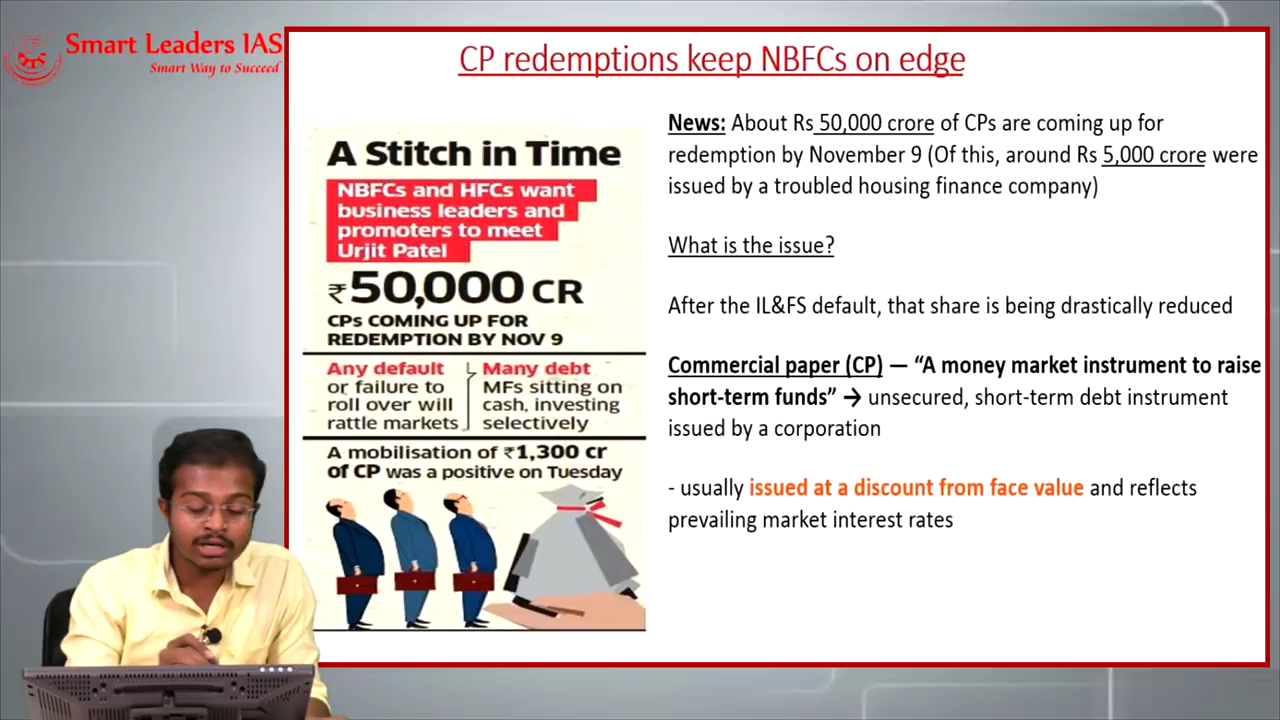 Smart Leaders IAS
Smart Way to Succeed
CP redemptions keep NBFCs on edge
A Stitch in Time
NBFCs and HFCs want
business leaders and
promoters to meet
Urjit Patel
₹50,000 CR
CPs COMING UP FOR
REDEMPTION BY NOV 9
Any default
or failure to
roll over will
rattle markets
Many debt
MFs sitting on
cash, investing
selectively
A mobilisation of ₹1,300 cr
of CP was a positive on Tuesday
News: About Rs 50,000 crore of CPs are coming up for
redemption by November 9 (Of this, around Rs 5,000 crore were
issued by a troubled housing finance company)
What is the issue?
After the IL&FS default, that share is being drastically reduced
Commercial paper (CP) — “A money market instrument to raise
short-term funds” → unsecured, short-term debt instrument
issued by a corporation
- usually issued at a discount from face value and reflects
prevailing market interest rates